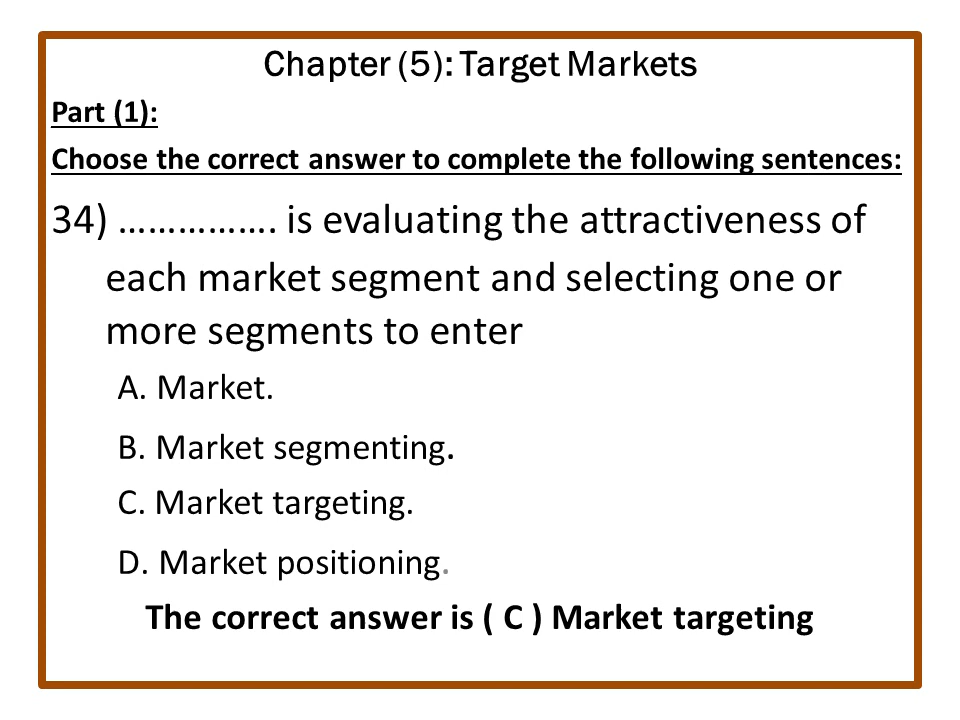 Chapter (5): Target Markets
Part (1):
Choose the correct answer to complete the following sentences:
34) ……………. is evaluating the attractiveness of
each market segment and selecting one or
more segments to enter
A. Market.
B. Market segmenting.
C. Market targeting.
D. Market positioning.
The correct answer is ( C ) Market targeting